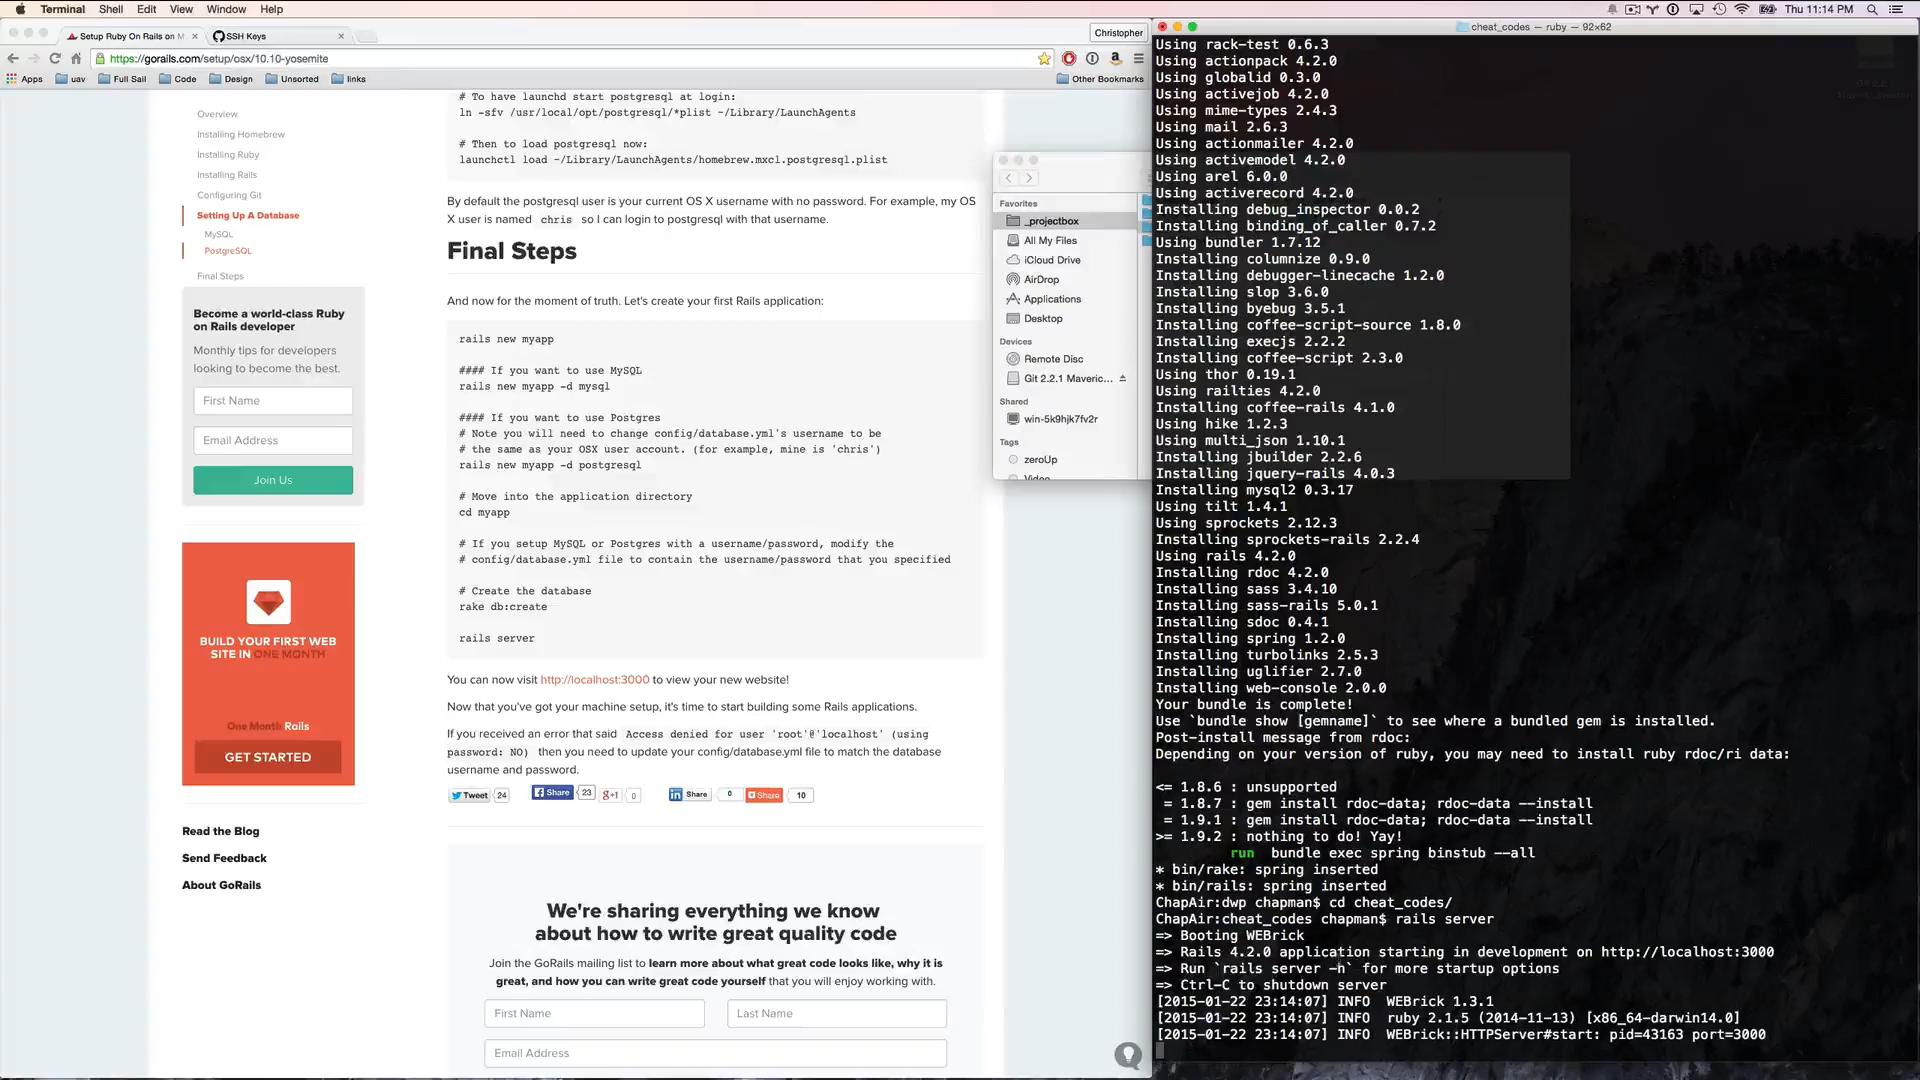 Terminal Shell Edit View Window Help
Thu 11:14 PM
Setup Ruby On Rails on M
SSH Keys
Christopher
https://gorails.com/setup/osx/10.10-yosemite
Apps
uav
Full Sail
Code
Design
Unsorted
links
Other Bookmarks
Overview
Installing Homebrew
Installing Ruby
Installing Rails
Configuring Git
Setting Up A Database
MySQL
PostgreSQL
Final Steps
Become a world-class Ruby
on Rails developer
Monthly tips for developers
looking to become the best.
First Name
Email Address
Join Us
BUILD YOUR FIRST WEB
SITE IN ONE MONTH
One Month Rails
GET STARTED
Read the Blog
Send Feedback
About GoRails
# To have launchd start postgresql at login:
ln -sfv /usr/local/opt/postgresql/*plist ~/Library/LaunchAgents
# Then to load postgresql now:
launchctl load ~/Library/LaunchAgents/homebrew.mxcl.postgresql.plist
By default the postgresql user is your current OS X username with no password. For example, my OS
X user is named chris so I can login to postgresql with that username.
Final Steps
And now for the moment of truth. Let's create your first Rails application:
rails new myapp
#### If you want to use MySQL
rails new myapp -d mysql
#### If you want to use Postgres
# Note you will need to change config/database.yml's username to be
# the same as your OSX user account. (for example, mine is 'chris')
rails new myapp -d postgresql
# Move into the application directory
cd myapp
# If you setup MySQL or Postgres with a username/password, modify the
# config/database.yml file to contain the username/password that you specified
# Create the database
rake db:create
rails server
You can now visit http://localhost:3000 to view your new website!
Now that you've got your machine setup, it's time to start building some Rails applications.
If you received an error that said Access denied for user 'root'@'localhost' (using
password: NO) then you need to update your config/database.yml file to match the database
username and password.
Tweet 24
Share 23
g+1 0
in Share 0
Share 10
We're sharing everything we know
about how to write great quality code
Join the GoRails mailing list to learn more about what great code looks like, why it is
great, and how you can write great code yourself that you will enjoy working with.
First Name
Last Name
Email Address
Favorites
_projectbox
All My Files
iCloud Drive
AirDrop
Applications
Desktop
Devices
Remote Disc
Git 2.2.1 Maveric...
Shared
win-5k9hjk7fv2r
Tags
zeroUp
Video
cheat_codes — ruby — 92×62
Using rack-test 0.6.3
Using actionpack 4.2.0
Using globalid 0.3.0
Using activejob 4.2.0
Using mime-types 2.4.3
Using mail 2.6.3
Using actionmailer 4.2.0
Using activemodel 4.2.0
Using arel 6.0.0
Using activerecord 4.2.0
Installing debug_inspector 0.0.2
Installing binding_of_caller 0.7.2
Using bundler 1.7.12
Using columnize 0.9.0
Installing debugger-linecache 1.2.0
Installing slop 3.6.0
Installing byebug 3.5.1
Installing coffee-script-source 1.8.0
Installing execjs 2.2.2
Installing coffee-script 2.3.0
Using thor 0.19.1
Using railties 4.2.0
Installing coffee-rails 4.1.0
Using hike 1.2.3
Using multi_json 1.10.1
Installing jbuilder 2.2.6
Installing jquery-rails 4.0.3
Installing mysql2 0.3.17
Using tilt 1.4.1
Using sprockets 2.12.3
Using sprockets-rails 2.2.4
Using rails 4.2.0
Installing rdoc 4.2.0
Installing sass 3.4.10
Installing sass-rails 5.0.1
Installing sdoc 0.4.1
Installing spring 1.2.0
Installing turbolinks 2.5.3
Installing uglifier 2.7.0
Installing web-console 2.0.0
Your bundle is complete!
Use `bundle show [gemname]` to see where a bundled gem is installed.
Post-install message from rdoc:
Depending on your version of ruby, you may need to install ruby rdoc/ri data:
<= 1.8.6 : unsupported
= 1.8.7 : gem install rdoc-data; rdoc-data --install
= 1.9.1 : gem install rdoc-data; rdoc-data --install
>= 1.9.2 : nothing to do! Yay!
run bundle exec spring binstub --all
* bin/rake: spring inserted
* bin/rails: spring inserted
ChapAir:dwp chapman$ cd cheat_codes/
ChapAir:cheat_codes chapman$ rails server
=> Booting WEBrick
=> Rails 4.2.0 application starting in development on http://localhost:3000
=> Run `rails server -h` for more startup options
=> Ctrl-C to shutdown server
[2015-01-22 23:14:07] INFO WEBrick 1.3.1
[2015-01-22 23:14:07] INFO ruby 2.1.5 (2014-11-13) [x86_64-darwin14.0]
[2015-01-22 23:14:07] INFO WEBrick::HTTPServer#start: pid=43163 port=3000